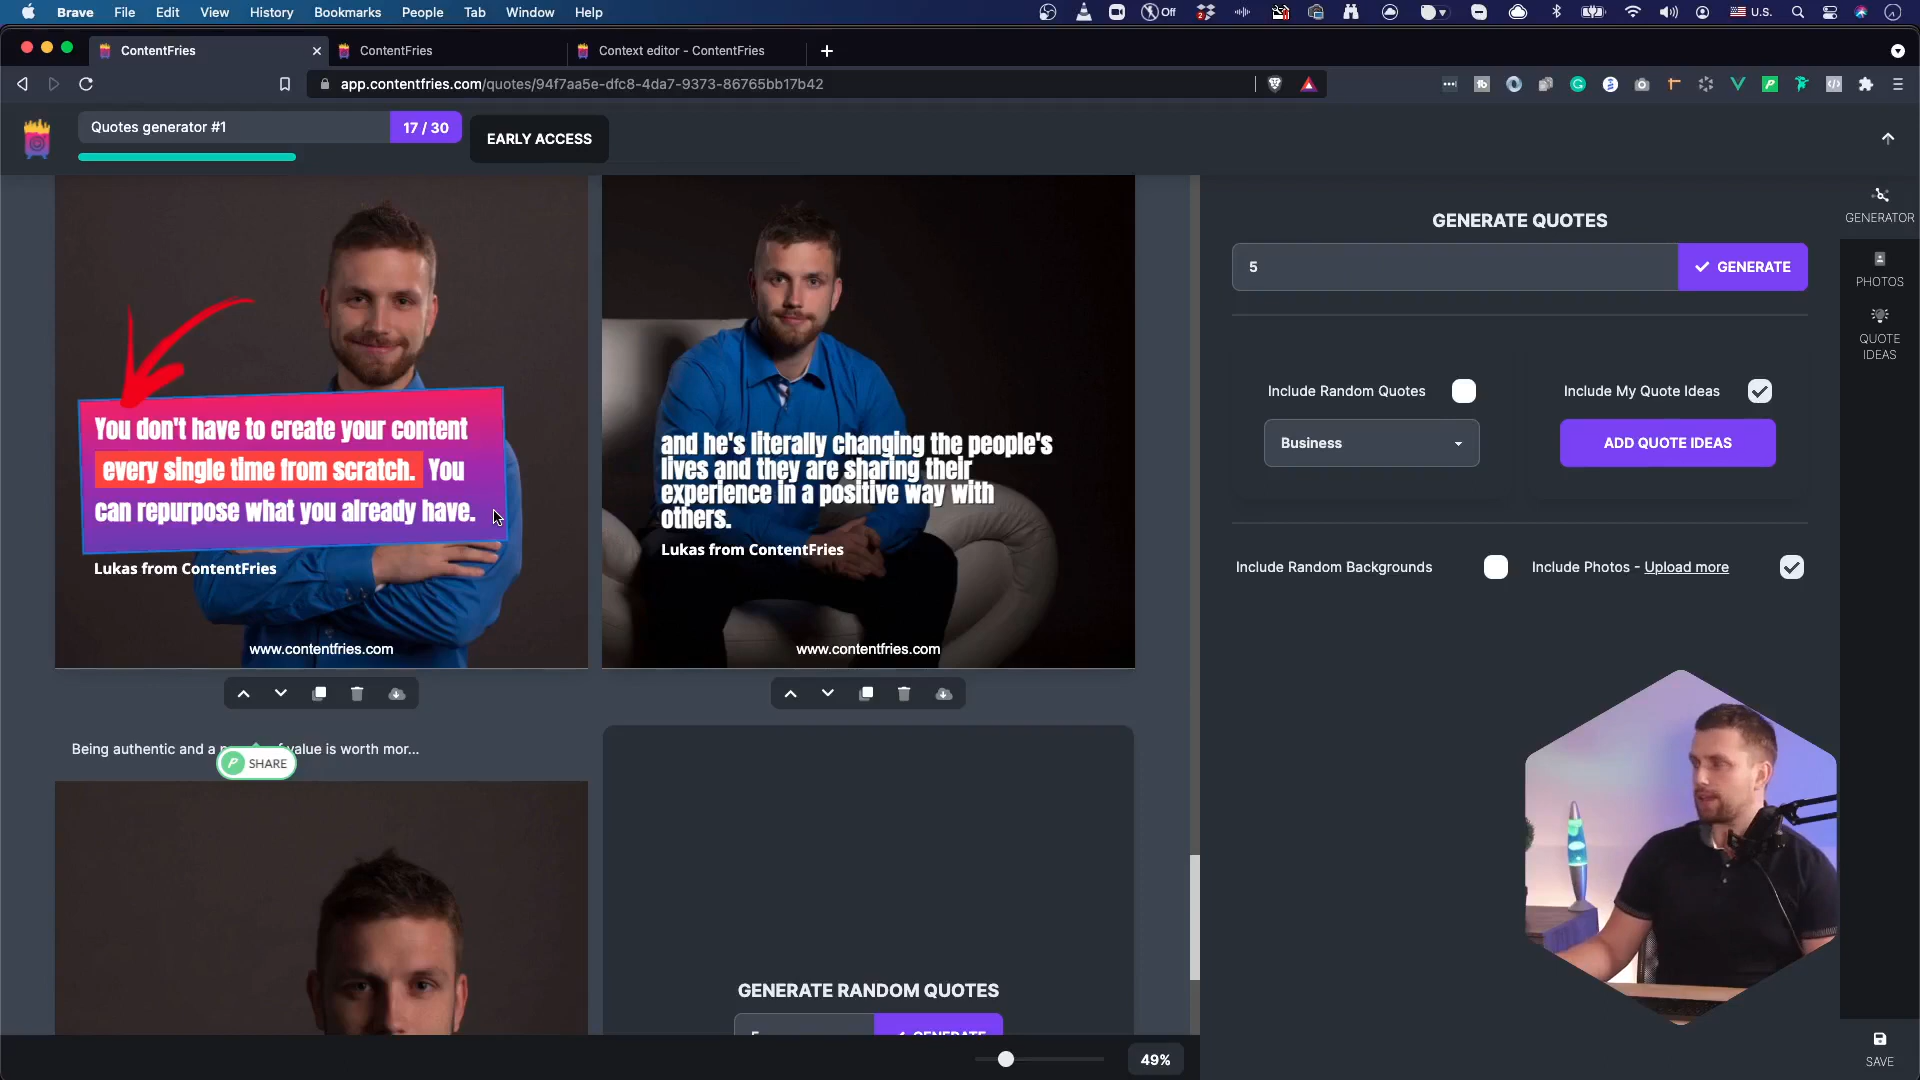 Brave File Edit View History Bookmarks People Tab Window Help
Off
U.S.
ContentFries
ContentFries
Context editor - ContentFries
app.contentfries.com/quotes/94f7aa5e-dfc8-4da7-9373-86765bb17b42
Quotes generator #1
17 / 30
EARLY ACCESS
You don't have to create your content
every single time from scratch. You
can repurpose what you already have.
Lukas from ContentFries
www.contentfries.com
and he's literally changing the people's
lives and they are sharing their
experience in a positive way with
others.
Lukas from ContentFries
www.contentfries.com
Being authentic and a value is worth mor...
SHARE
GENERATE RANDOM QUOTES
GENERATE
49%
GENERATE QUOTES
5
GENERATE
Include Random Quotes
Business
Include My Quote Ideas
ADD QUOTE IDEAS
Include Random Backgrounds
Include Photos - Upload more
GENERATOR
PHOTOS
QUOTE
IDEAS
SAVE